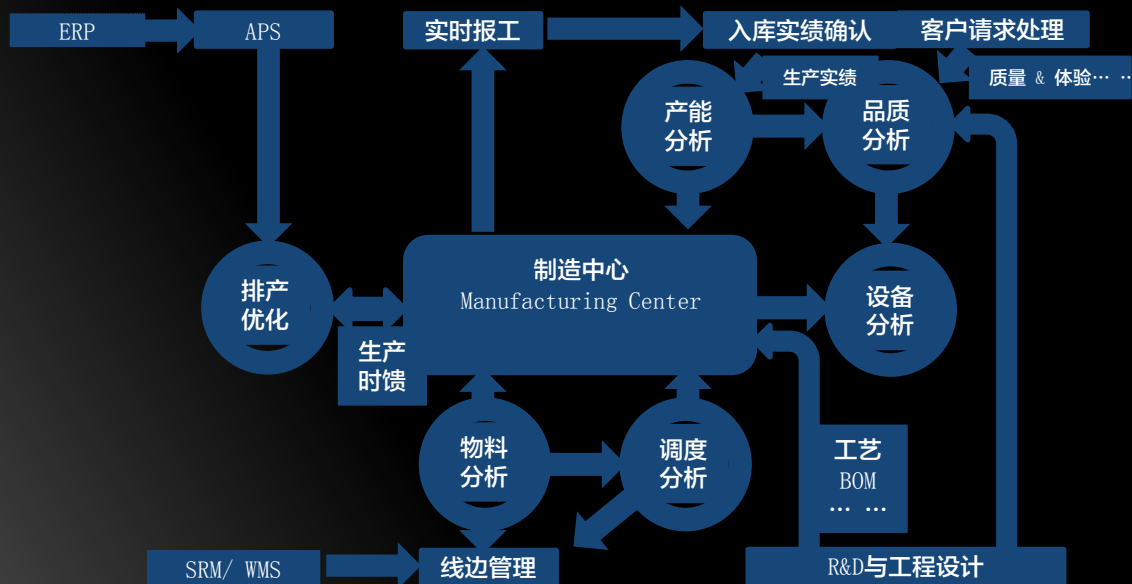 ERP
APS
实时报工
入库实绩确认
客户请求处理
生产实绩
质量 & 体验… …
产能
分析
品质
分析
制造中心
Manufacturing Center
排产
优化
设备
分析
生产
时馈
物料
分析
调度
分析
工艺
BOM
… …
SRM/ WMS
线边管理
R&D与工程设计